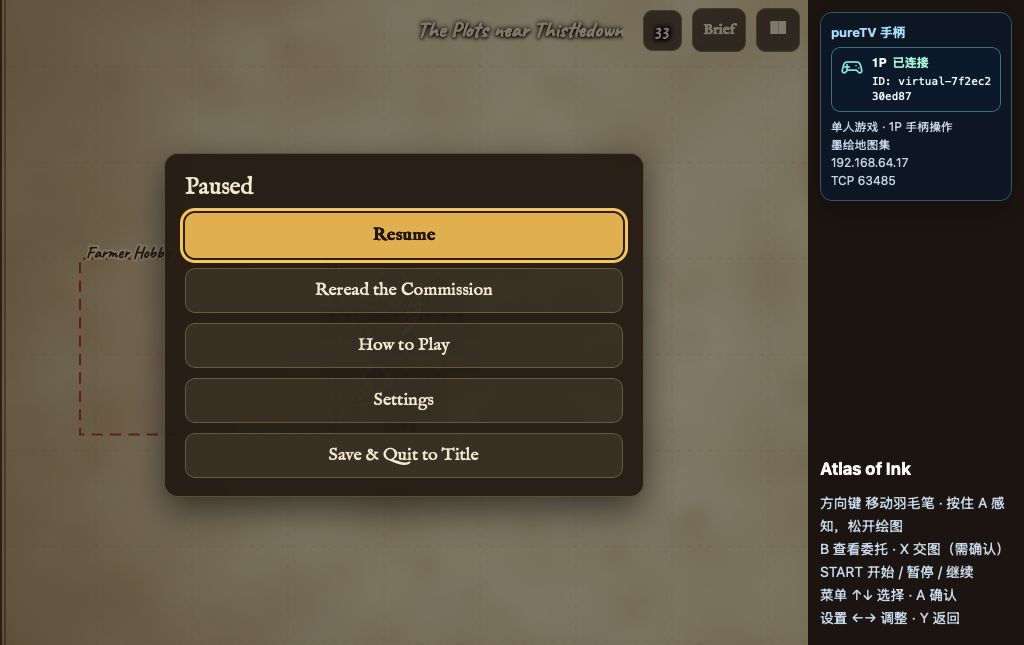 The Plots near Thistledown
33
Brief
Farmer Hobb
Paused
Resume
Reread the Commission
How to Play
Settings
Save & Quit to Title
pureTV 手柄
1P 已连接
ID: virtual-7f2ec2
30ed87
单人游戏 · 1P 手柄操作
墨绘地图集
192.168.64.17
TCP 63485
Atlas of Ink
方向键 移动羽毛笔 · 按住 A 感
知，松开绘图
B 查看委托 · X 交图（需确认）
START 开始 / 暂停 / 继续
菜单 ↑↓ 选择 · A 确认
设置 ←→ 调整 · Y 返回